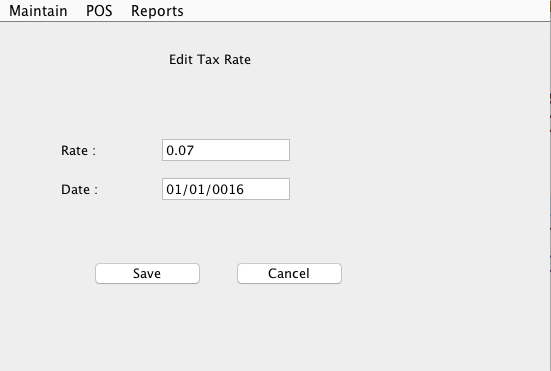 Maintain POS Reports
Edit Tax Rate
Rate : 0.07
Date : 01/01/0016
Save Cancel